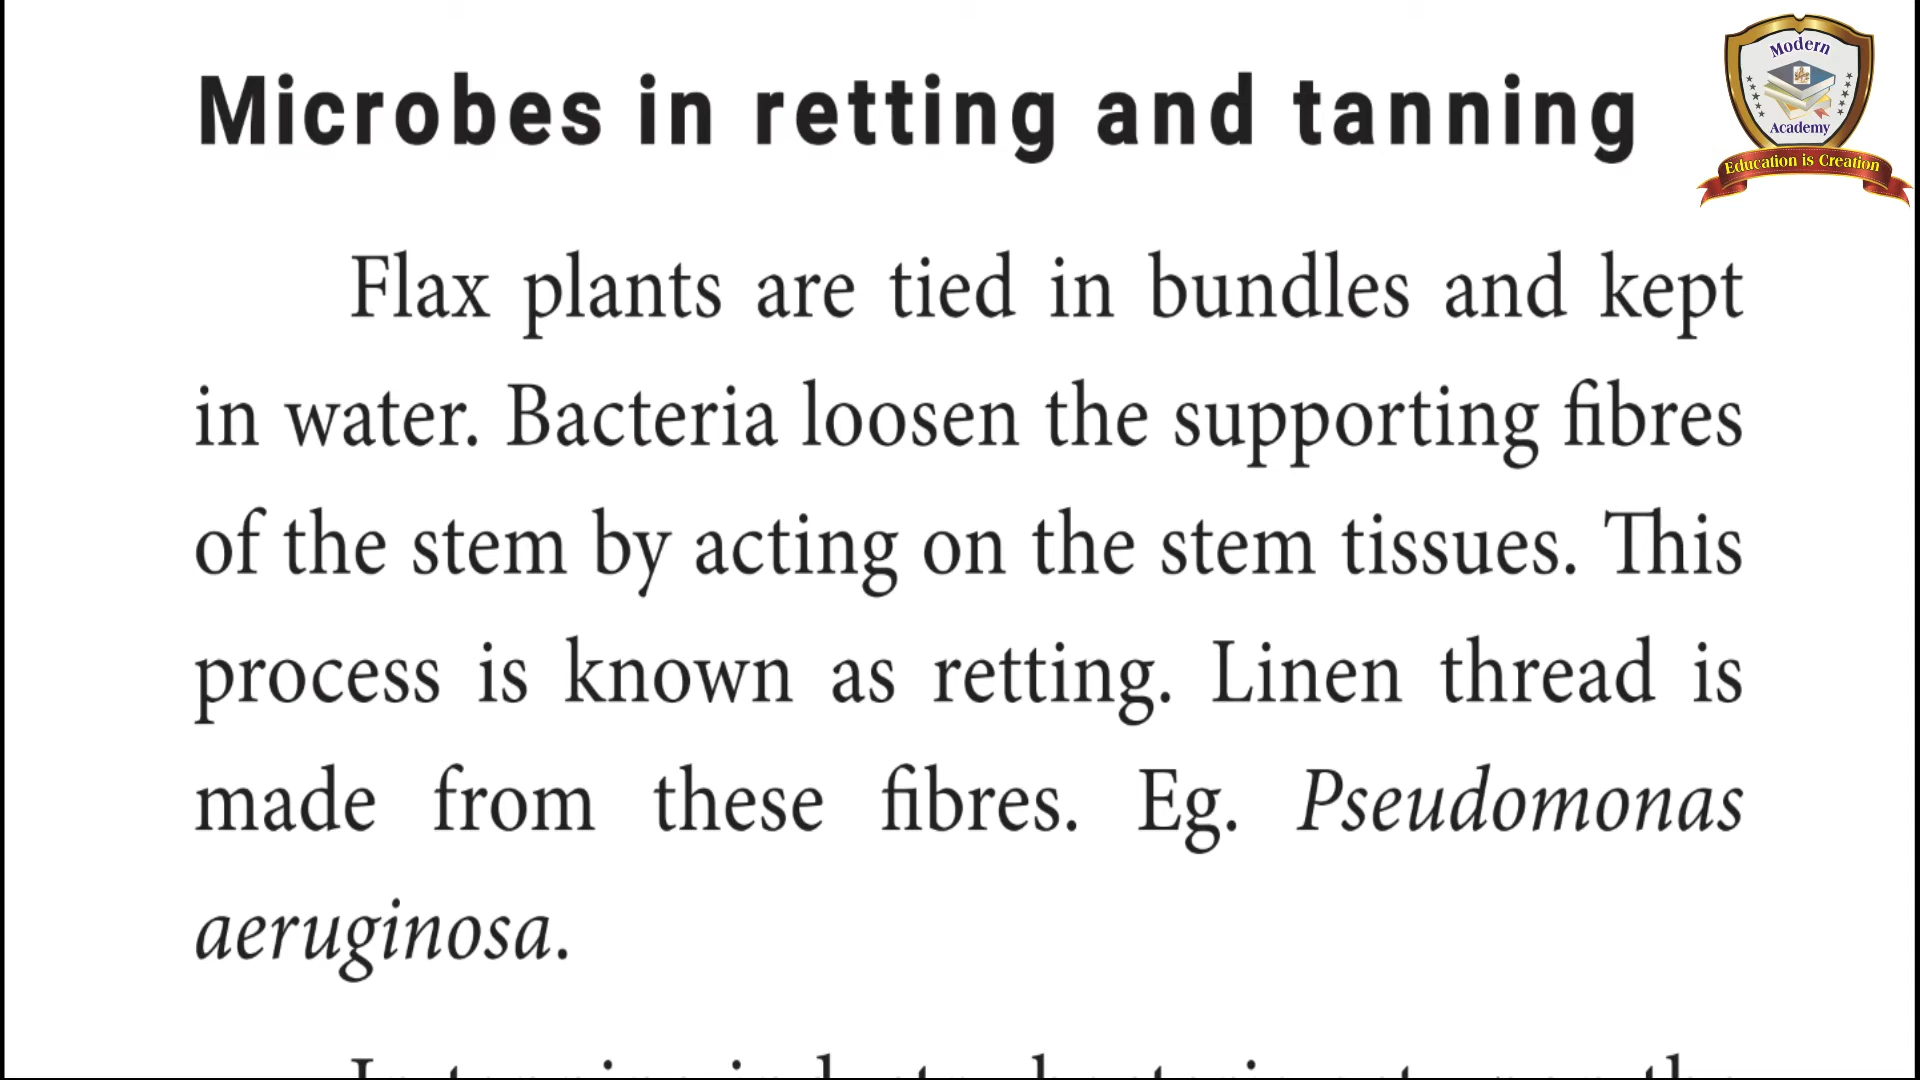 Microbes in retting and tanning
Modern
Academy
Education is Creation
Flax plants are tied in bundles and kept
in water. Bacteria loosen the supporting fibres
of the stem by acting on the stem tissues. This
process is known as retting. Linen thread is
made from these fibres. Eg. Pseudomonas
aeruginosa.